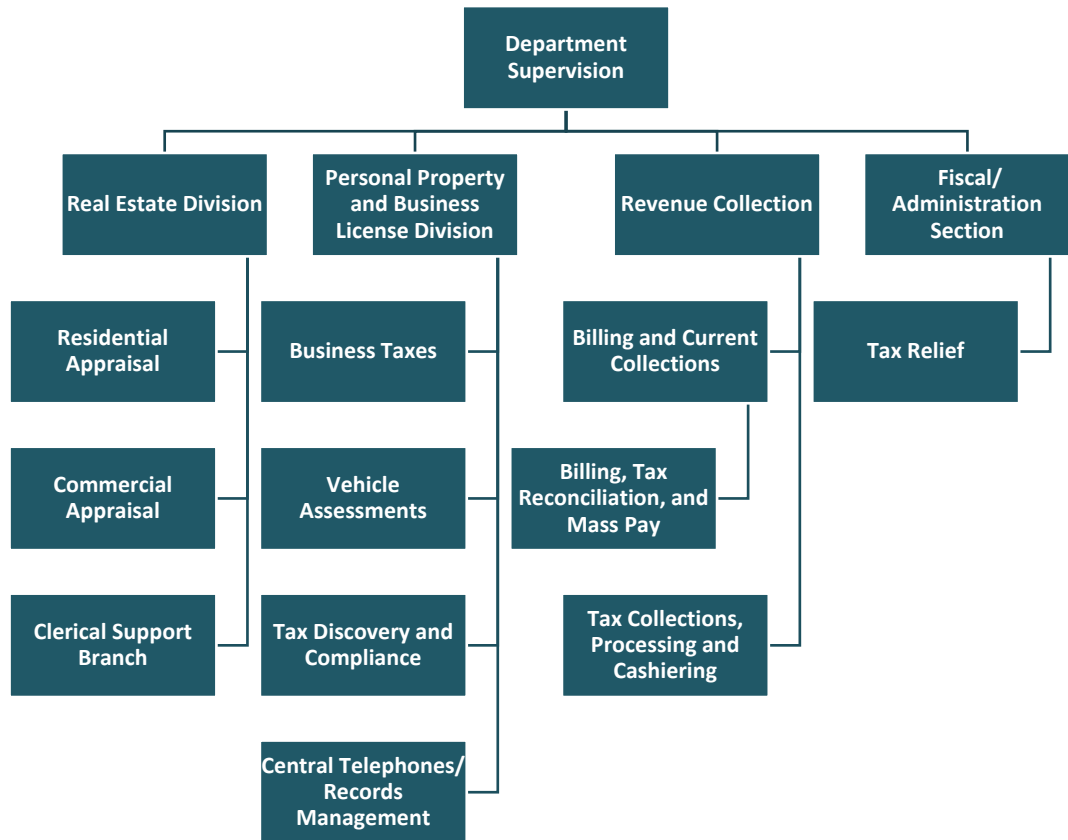 Department
Supervision
Real Estate Division
Personal Property
and Business
License Division
Revenue Collection
Fiscal/
Administration
Section
Residential
Appraisal
Business Taxes
Billing and Current
Collections
Tax Relief
Commercial
Appraisal
Vehicle
Assessments
Billing, Tax
Reconciliation, and
Mass Pay
Clerical Support
Branch
Tax Discovery and
Compliance
Tax Collections,
Processing and
Cashiering
Central Telephones/
Records
Management